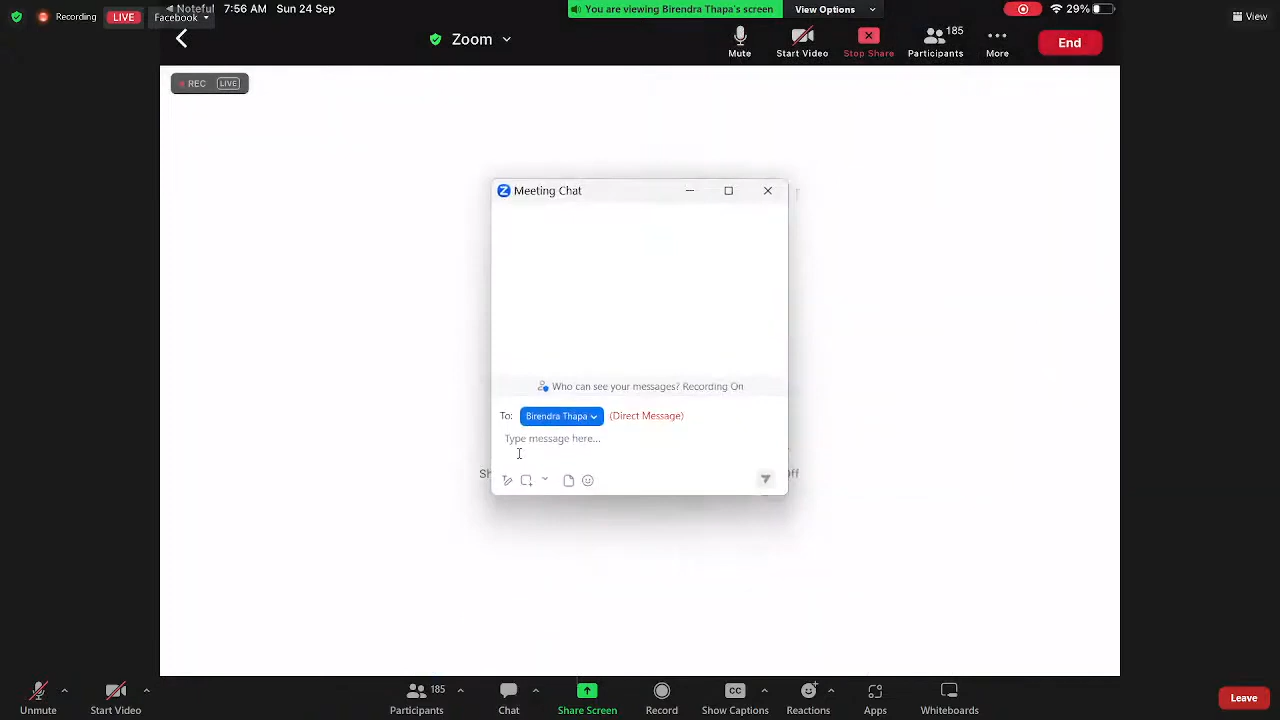 Recording
LIVE
Facebook
Noteful
7:56 AM Sun 24 Sep
You are viewing Birendra Thapa's screen
View Options
29%
View
Zoom
Mute
Start Video
Stop Share
185
Participants
More
End
REC LIVE
Meeting Chat
Who can see your messages? Recording On
To: Birendra Thapa (Direct Message)
Type message here...
Unmute
Start Video
185
Participants
Chat
Share Screen
Record
CC
Show Captions
Reactions
Apps
Whiteboards
Leave